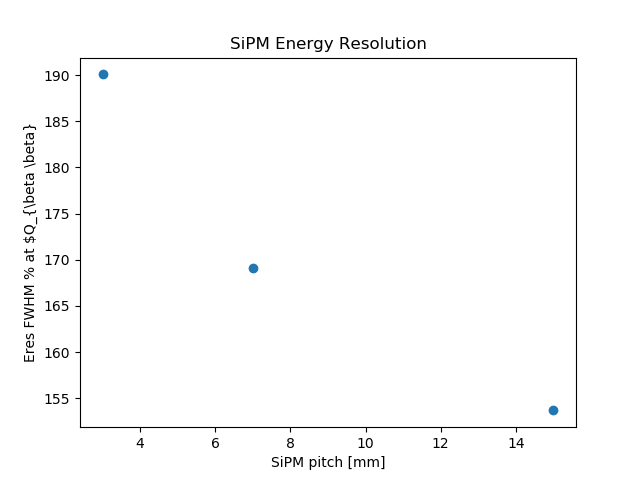 SiPM Energy Resolution
190
185
180
175
170
165
160
155
Eres FWHM % at $Q_{\beta \beta}
4 6 8 10 12 14
SiPM pitch [mm]